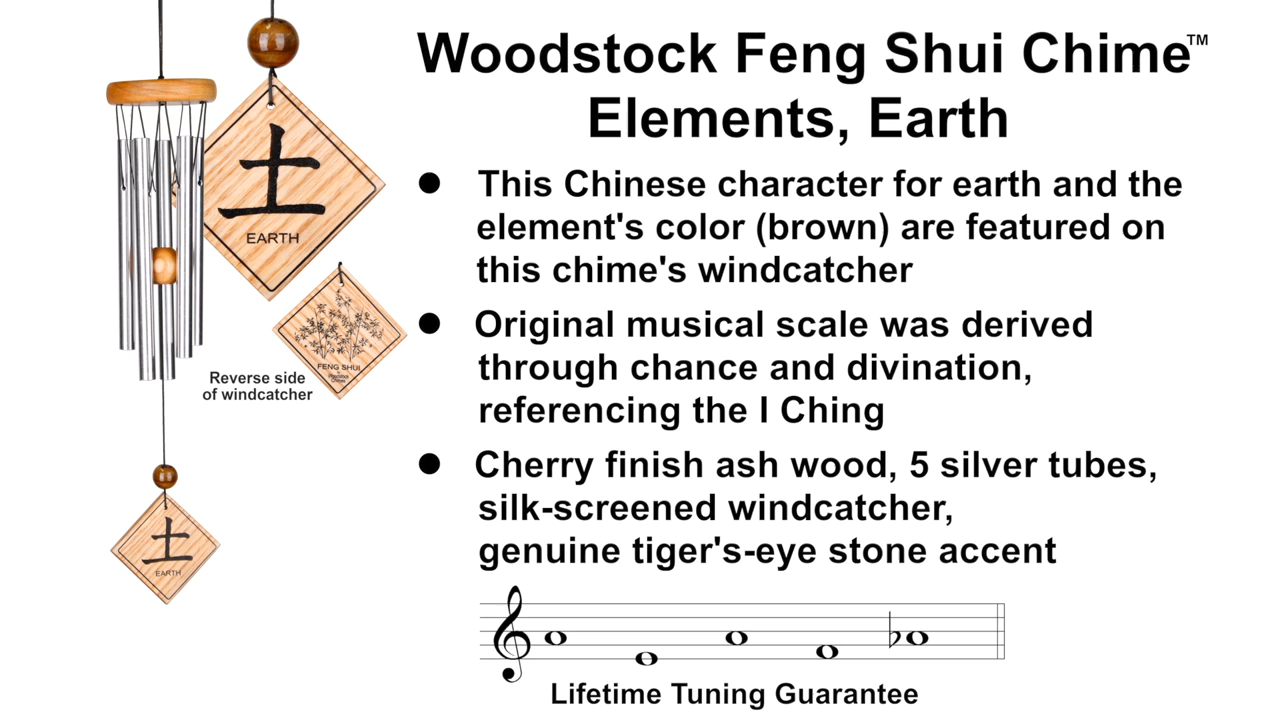 Woodstock Feng Shui Chime™
Elements, Earth
土
EARTH
● This Chinese character for earth and the
element's color (brown) are featured on
this chime's windcatcher
● Original musical scale was derived
through chance and divination,
referencing the I Ching
FENG SHUI
by
Woodstock
Chimes
Reverse side
of windcatcher
● Cherry finish ash wood, 5 silver tubes,
silk-screened windcatcher,
genuine tiger's-eye stone accent
土
EARTH
Lifetime Tuning Guarantee